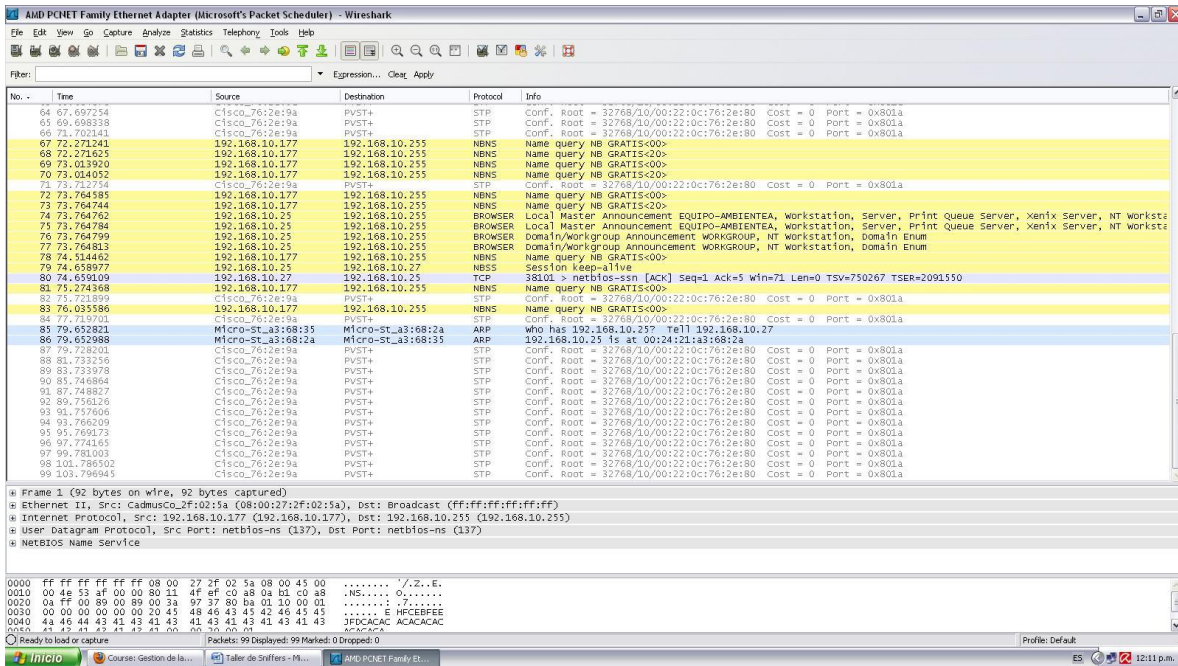 AMD PCNET Family Ethernet Adapter (Microsoft's Packet Scheduler) - Wireshark
File Edit View Go Capture Analyze Statistics Telephony Tools Help
Filter: Expression... Clear Apply
No. - Time Source Destination Protocol Info
64 67.697254 Cisco_76:2e:9a PVST+ STP Conf. Root = 32768/10/00:22:0c:76:2e:80 Cost = 0 Port = 0x801a
65 69.698338 Cisco_76:2e:9a PVST+ STP Conf. Root = 32768/10/00:22:0c:76:2e:80 Cost = 0 Port = 0x801a
66 71.702141 Cisco_76:2e:9a PVST+ STP Conf. Root = 32768/10/00:22:0c:76:2e:80 Cost = 0 Port = 0x801a
67 72.271241 192.168.10.177 192.168.10.255 NBNS Name query NB GRATIS<00>
68 72.271625 192.168.10.177 192.168.10.255 NBNS Name query NB GRATIS<20>
69 73.013920 192.168.10.177 192.168.10.255 NBNS Name query NB GRATIS<00>
70 73.014052 192.168.10.177 192.168.10.255 NBNS Name query NB GRATIS<20>
71 73.712754 Cisco_76:2e:9a PVST+ STP Conf. Root = 32768/10/00:22:0c:76:2e:80 Cost = 0 Port = 0x801a
72 73.764585 192.168.10.177 192.168.10.255 NBNS Name query NB GRATIS<00>
73 73.764744 192.168.10.177 192.168.10.255 NBNS Name query NB GRATIS<20>
74 73.764762 192.168.10.25 192.168.10.255 BROWSER Local Master Announcement EQUIPO-AMBIENTEA, Workstation, Server, Print Queue Server, Xenix Server, NT Worksta
75 73.764784 192.168.10.25 192.168.10.255 BROWSER Local Master Announcement EQUIPO-AMBIENTEA, Workstation, Server, Print Queue Server, Xenix Server, NT Worksta
76 73.764799 192.168.10.25 192.168.10.255 BROWSER Domain/Workgroup Announcement WORKGROUP, NT Workstation, Domain Enum
77 73.764813 192.168.10.25 192.168.10.255 BROWSER Domain/Workgroup Announcement WORKGROUP, NT Workstation, Domain Enum
78 74.514462 192.168.10.177 192.168.10.255 NBNS Name query NB GRATIS<00>
79 74.658977 192.168.10.25 192.168.10.27 NBSS Session keep-alive
80 74.659109 192.168.10.27 192.168.10.25 TCP 38101 > netbios-ssn [ACK] Seq=1 Ack=5 Win=71 Len=0 TSV=750267 TSER=2091550
81 75.274368 192.168.10.177 192.168.10.255 NBNS Name query NB GRATIS<00>
82 75.721899 Cisco_76:2e:9a PVST+ STP Conf. Root = 32768/10/00:22:0c:76:2e:80 Cost = 0 Port = 0x801a
83 76.035586 192.168.10.177 192.168.10.255 NBNS Name query NB GRATIS<00>
84 77.719701 Cisco_76:2e:9a PVST+ STP Conf. Root = 32768/10/00:22:0c:76:2e:80 Cost = 0 Port = 0x801a
85 79.652821 Micro-St_a3:68:35 Micro-St_a3:68:2a ARP who has 192.168.10.25? Tell 192.168.10.27
86 79.652988 Micro-St_a3:68:2a Micro-St_a3:68:35 ARP 192.168.10.25 is at 00:24:21:a3:68:2a
87 79.728201 Cisco_76:2e:9a PVST+ STP Conf. Root = 32768/10/00:22:0c:76:2e:80 Cost = 0 Port = 0x801a
88 81.733256 Cisco_76:2e:9a PVST+ STP Conf. Root = 32768/10/00:22:0c:76:2e:80 Cost = 0 Port = 0x801a
89 83.733978 Cisco_76:2e:9a PVST+ STP Conf. Root = 32768/10/00:22:0c:76:2e:80 Cost = 0 Port = 0x801a
90 85.746864 Cisco_76:2e:9a PVST+ STP Conf. Root = 32768/10/00:22:0c:76:2e:80 Cost = 0 Port = 0x801a
91 87.748827 Cisco_76:2e:9a PVST+ STP Conf. Root = 32768/10/00:22:0c:76:2e:80 Cost = 0 Port = 0x801a
92 89.756126 Cisco_76:2e:9a PVST+ STP Conf. Root = 32768/10/00:22:0c:76:2e:80 Cost = 0 Port = 0x801a
93 91.757606 Cisco_76:2e:9a PVST+ STP Conf. Root = 32768/10/00:22:0c:76:2e:80 Cost = 0 Port = 0x801a
94 93.766209 Cisco_76:2e:9a PVST+ STP Conf. Root = 32768/10/00:22:0c:76:2e:80 Cost = 0 Port = 0x801a
95 95.769173 Cisco_76:2e:9a PVST+ STP Conf. Root = 32768/10/00:22:0c:76:2e:80 Cost = 0 Port = 0x801a
96 97.774165 Cisco_76:2e:9a PVST+ STP Conf. Root = 32768/10/00:22:0c:76:2e:80 Cost = 0 Port = 0x801a
97 99.781003 Cisco_76:2e:9a PVST+ STP Conf. Root = 32768/10/00:22:0c:76:2e:80 Cost = 0 Port = 0x801a
98 101.786502 Cisco_76:2e:9a PVST+ STP Conf. Root = 32768/10/00:22:0c:76:2e:80 Cost = 0 Port = 0x801a
99 103.796945 Cisco_76:2e:9a PVST+ STP Conf. Root = 32768/10/00:22:0c:76:2e:80 Cost = 0 Port = 0x801a
Frame 1 (92 bytes on wire, 92 bytes captured)
Ethernet II, Src: CadmusCo_2f:02:5a (08:00:27:2f:02:5a), Dst: Broadcast (ff:ff:ff:ff:ff:ff)
Internet Protocol, Src: 192.168.10.177 (192.168.10.177), Dst: 192.168.10.255 (192.168.10.255)
User Datagram Protocol, Src Port: netbios-ns (137), Dst Port: netbios-ns (137)
NetBIOS Name Service
0000 ff ff ff ff ff ff 08 00 27 2f 02 5a 08 00 45 00 ........ '/.Z..E.
0010 00 4e 53 af 00 00 80 11 4f ef c0 a8 0a b1 c0 a8 .NS..... O.......
0020 0a ff 00 89 00 89 00 3a 97 37 80 ba 01 10 00 01 .......: .7......
0030 00 00 00 00 00 00 20 45 48 46 43 45 42 46 45 45 ...... E HFCEBFEE
0040 4a 46 44 43 41 43 41 43 41 43 41 43 41 43 41 43 JFDCACAC ACACACAC
Ready to load or capture Packets: 99 Displayed: 99 Marked: 0 Dropped: 0 Profile: Default
Inicio Course: Gestion de la... Taller de Sniffers - Mi... AMD PCNET Family Et... ES 12:11 p.m.